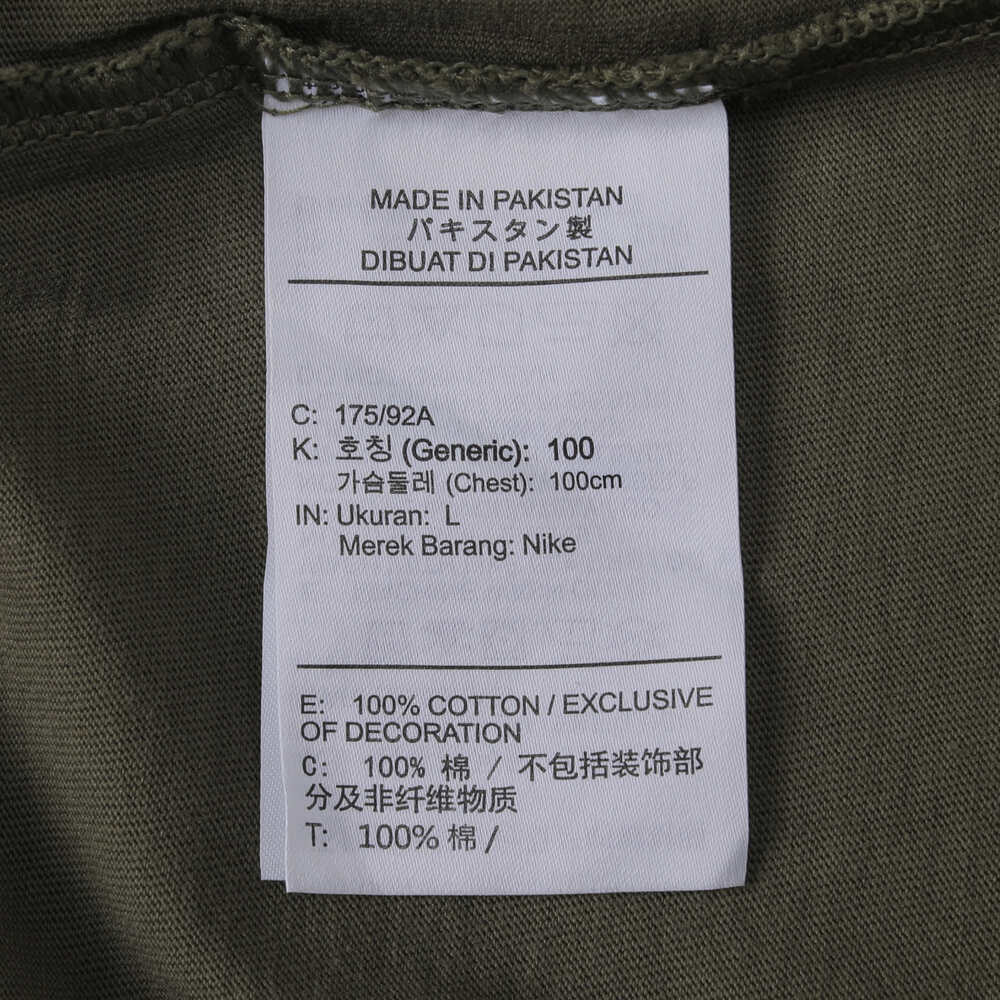 MADE IN PAKISTAN
パキスタン製
DIBUAT DI PAKISTAN
C: 175/92A
K: 호칭 (Generic): 100
가슴둘레 (Chest): 100cm
IN: Ukuran: L
Merek Barang: Nike
E: 100% COTTON / EXCLUSIVE
OF DECORATION
C: 100% 棉 / 不包括装饰部
分及非纤维物质
T: 100% 棉 /